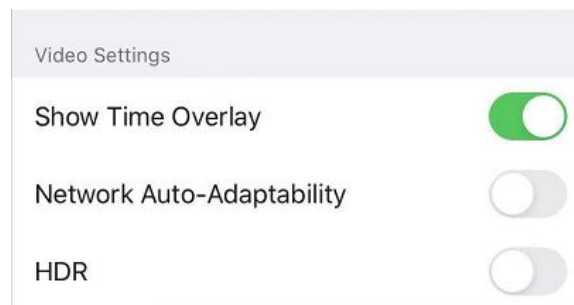 Video Settings
Show Time Overlay
Network Auto-Adaptability
HDR